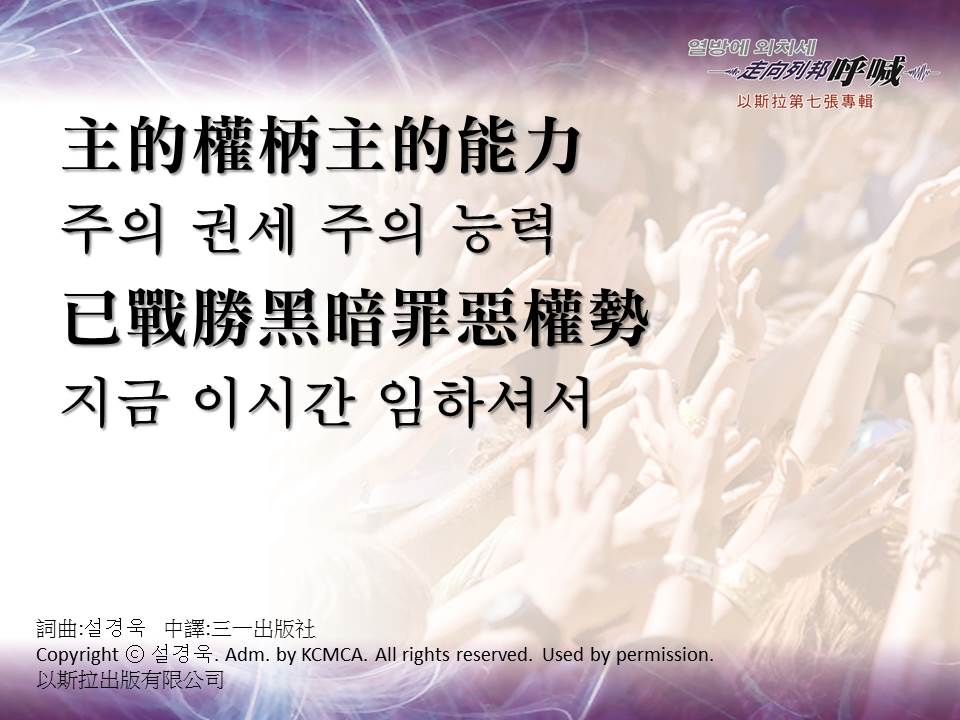 열방에 외치세
走向列邦呼喊
以斯拉第七張專輯
主的權柄主的能力
주의 권세 주의 능력
已戰勝黑暗罪惡權勢
지금 이시간 임하셔서
詞曲:설경욱 中譯:三一出版社
Copyright ⓒ 설경욱. Adm. by KCMCA. All rights reserved. Used by permission.
以斯拉出版有限公司